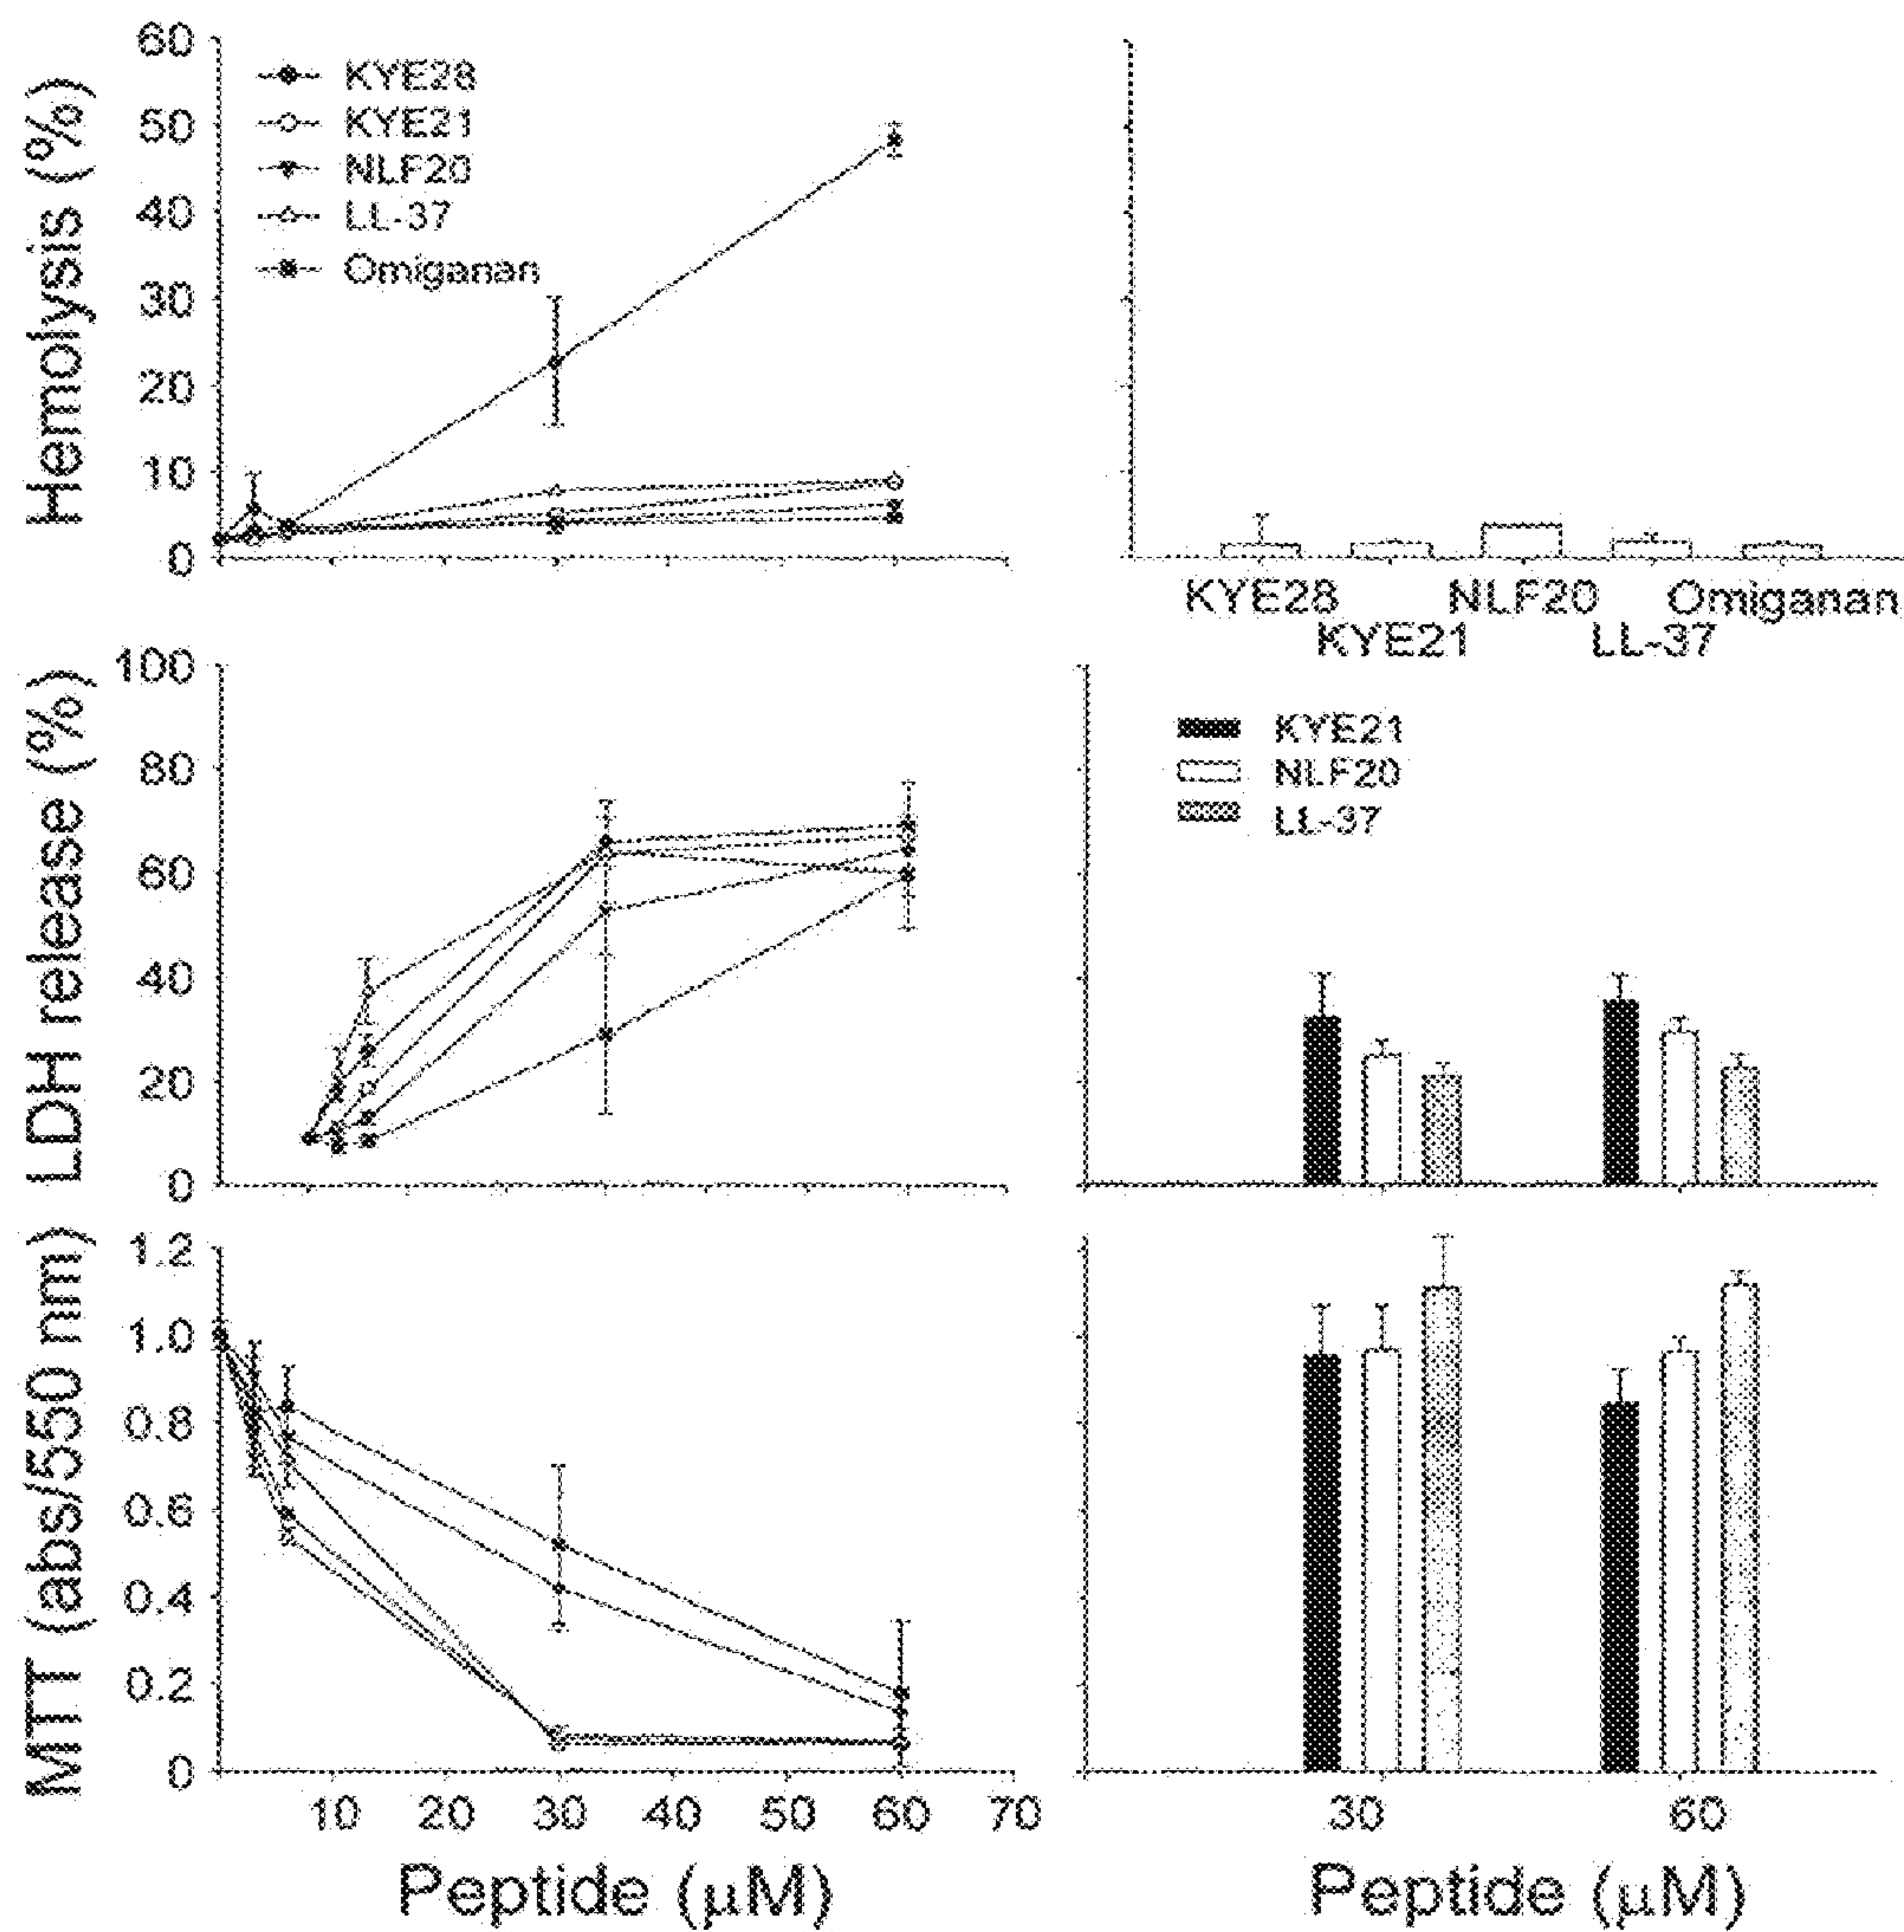 Hemolysis (%)
60
50
40
30
20
10
0
KYE28
KYE21
NLF20
LL-37
Omiganan
KYE28
NLF20
Omiganan
KYE21
LL-37
LDH release (%)
100
80
60
40
20
0
KYE21
NLF20
LL-37
MTT (abs/550 nm)
1.2
1.0
0.8
0.6
0.4
0.2
0
10 20 30 40 50 60 70
Peptide (μM)
30 60
Peptide (μM)